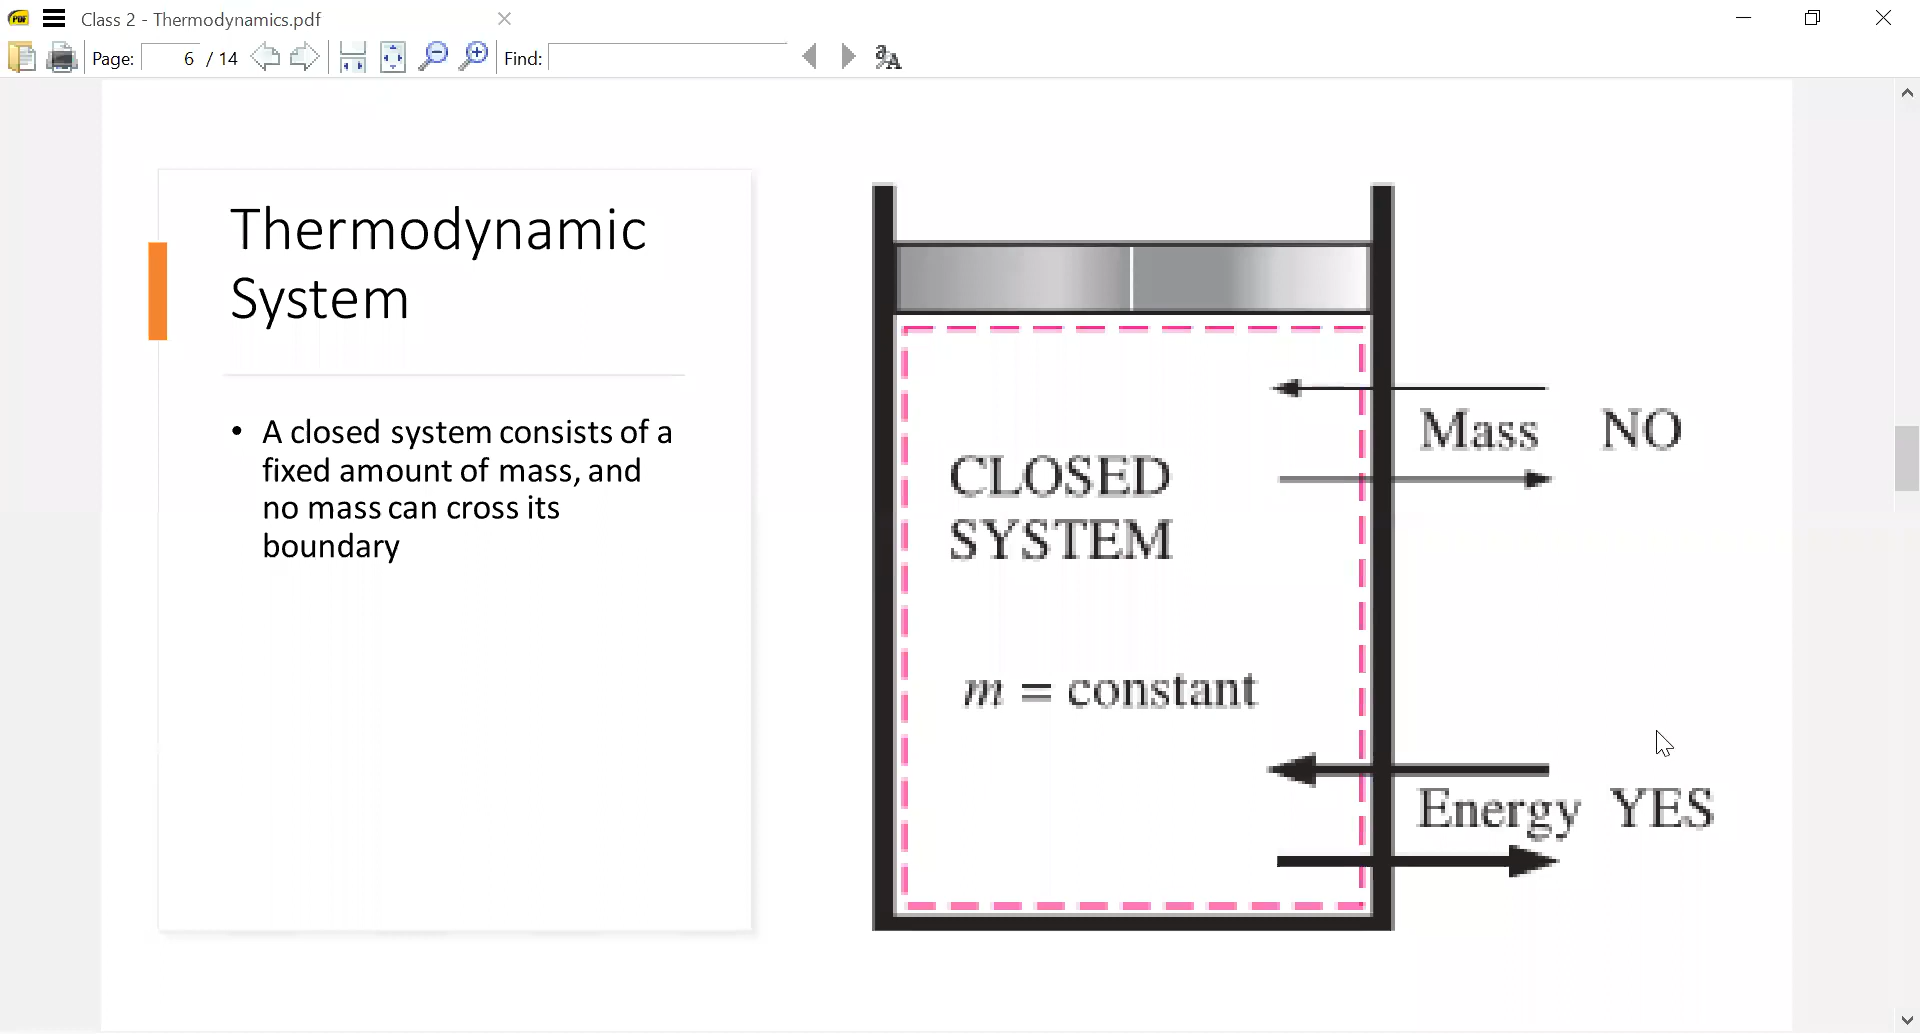 PDF
Class 2 - Thermodynamics.pdf
Page: 6 / 14 Find:
Thermodynamic
System
• A closed system consists of a
fixed amount of mass, and
no mass can cross its
boundary
CLOSED
SYSTEM
m = constant
Mass NO
Energy YES